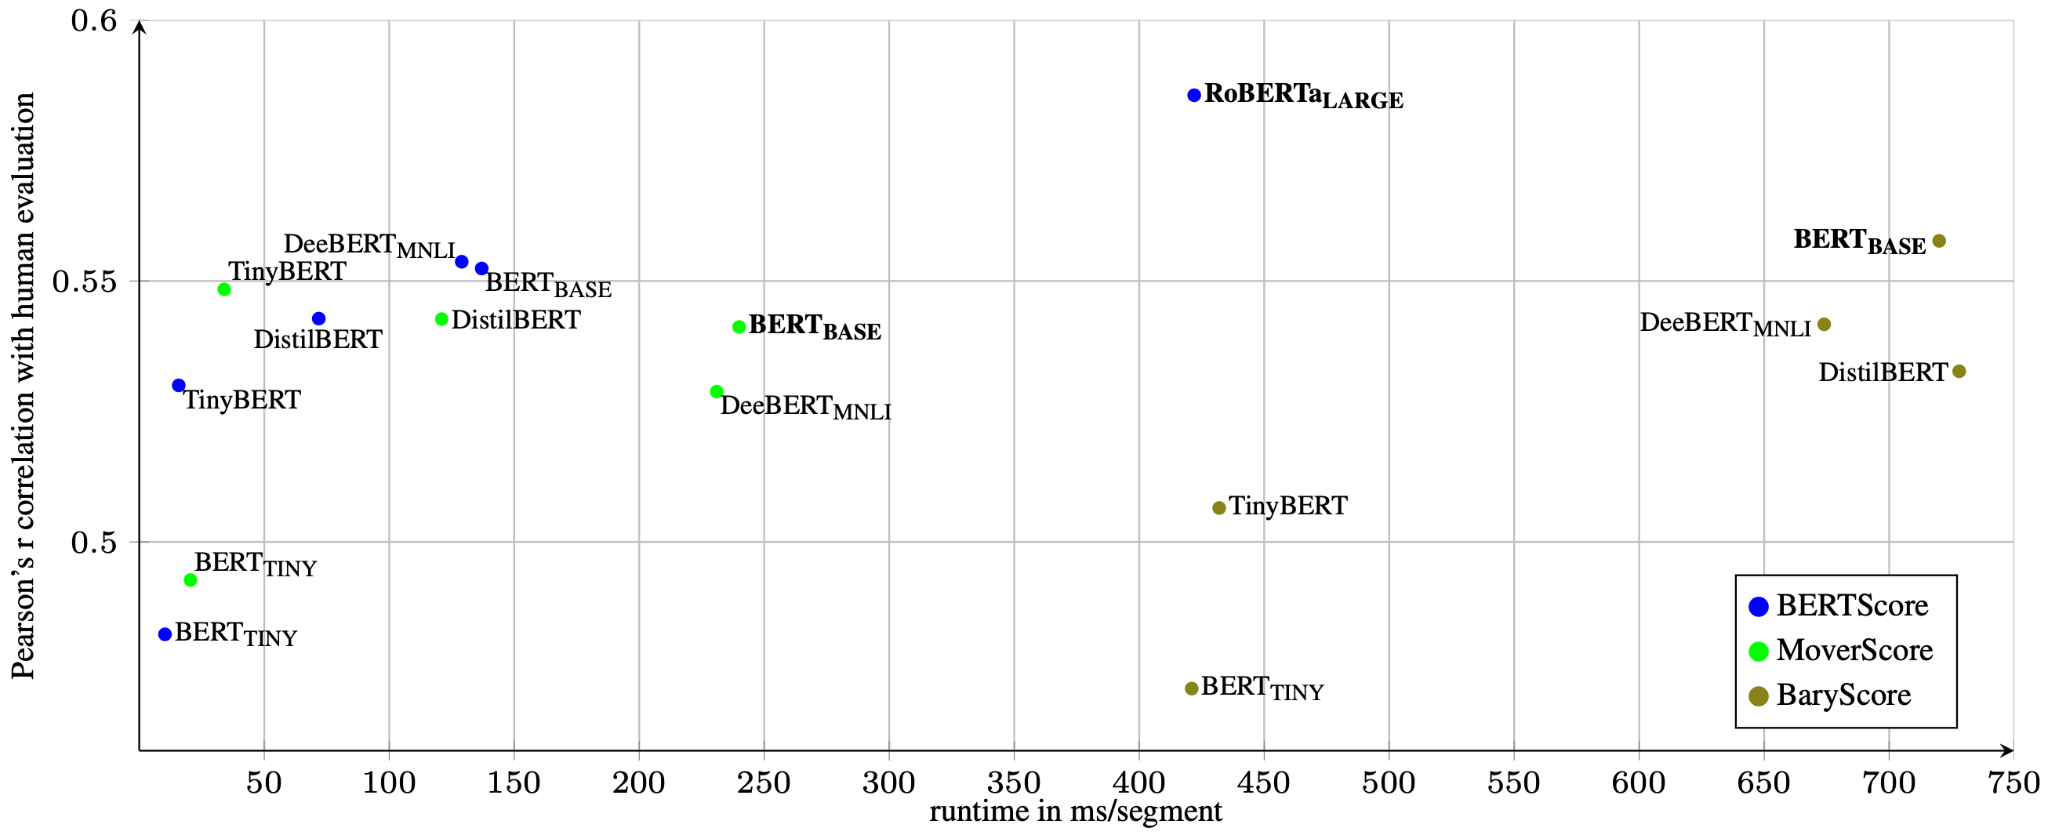 0.6
RoBERTaLARGE
BERTBASE
DeeBERTMNLI
TinyBERT
0.55
BERTBASE
DistilBERT
BERTBASE
DeeBERTMNLI
DistilBERT
DistilBERT
TinyBERT
DeeBERTMNLI
TinyBERT
0.5
BERTTINY
BERTTINY
BERTTINY
BERTScore
MoverScore
BaryScore
50 100 150 200 250 300 350 400 450 500 550 600 650 700 750
runtime in ms/segment
Pearson's r correlation with human evaluation